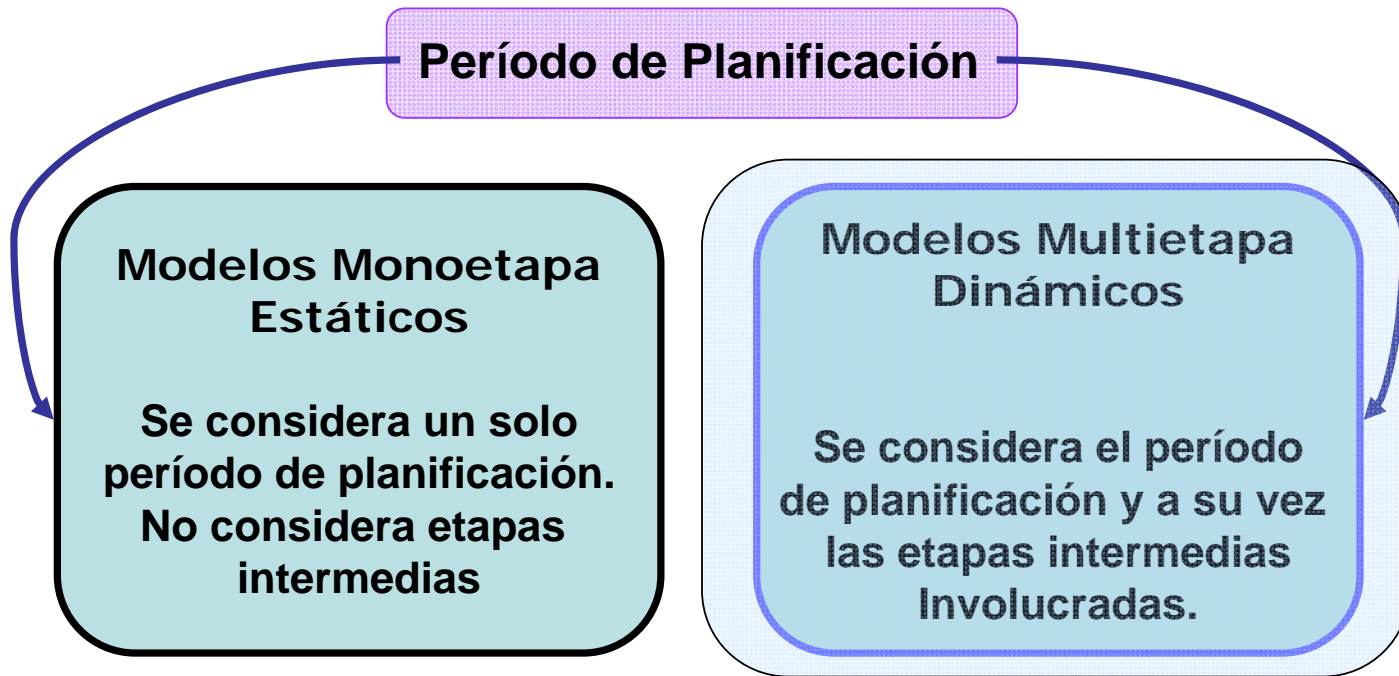 Período de Planificación
Modelos Monoetapa
Estáticos
Se considera un solo
período de planificación.
No considera etapas
intermedias
Modelos Multietapa
Dinámicos
Se considera el período
de planificación y a su vez
las etapas intermedias
Involucradas.